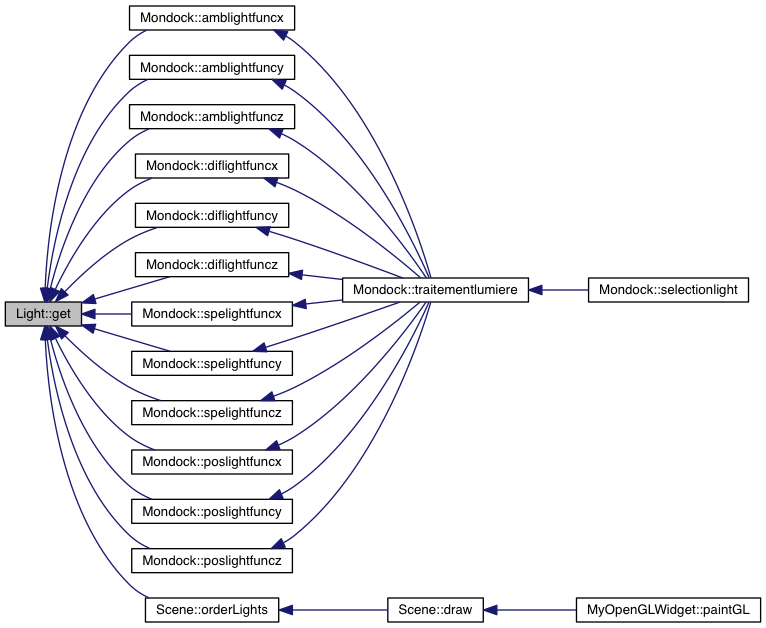 Mondock::amblightfuncx
Mondock::amblightfuncy
Mondock::amblightfuncz
Mondock::diflightfuncx
Mondock::diflightfuncy
Mondock::diflightfuncz
Mondock::traitementlumiere
Mondock::selectionlight
Light::get
Mondock::spelightfuncx
Mondock::spelightfuncy
Mondock::spelightfuncz
Mondock::poslightfuncx
Mondock::poslightfuncy
Mondock::poslightfuncz
Scene::orderLights
Scene::draw
MyOpenGLWidget::paintGL